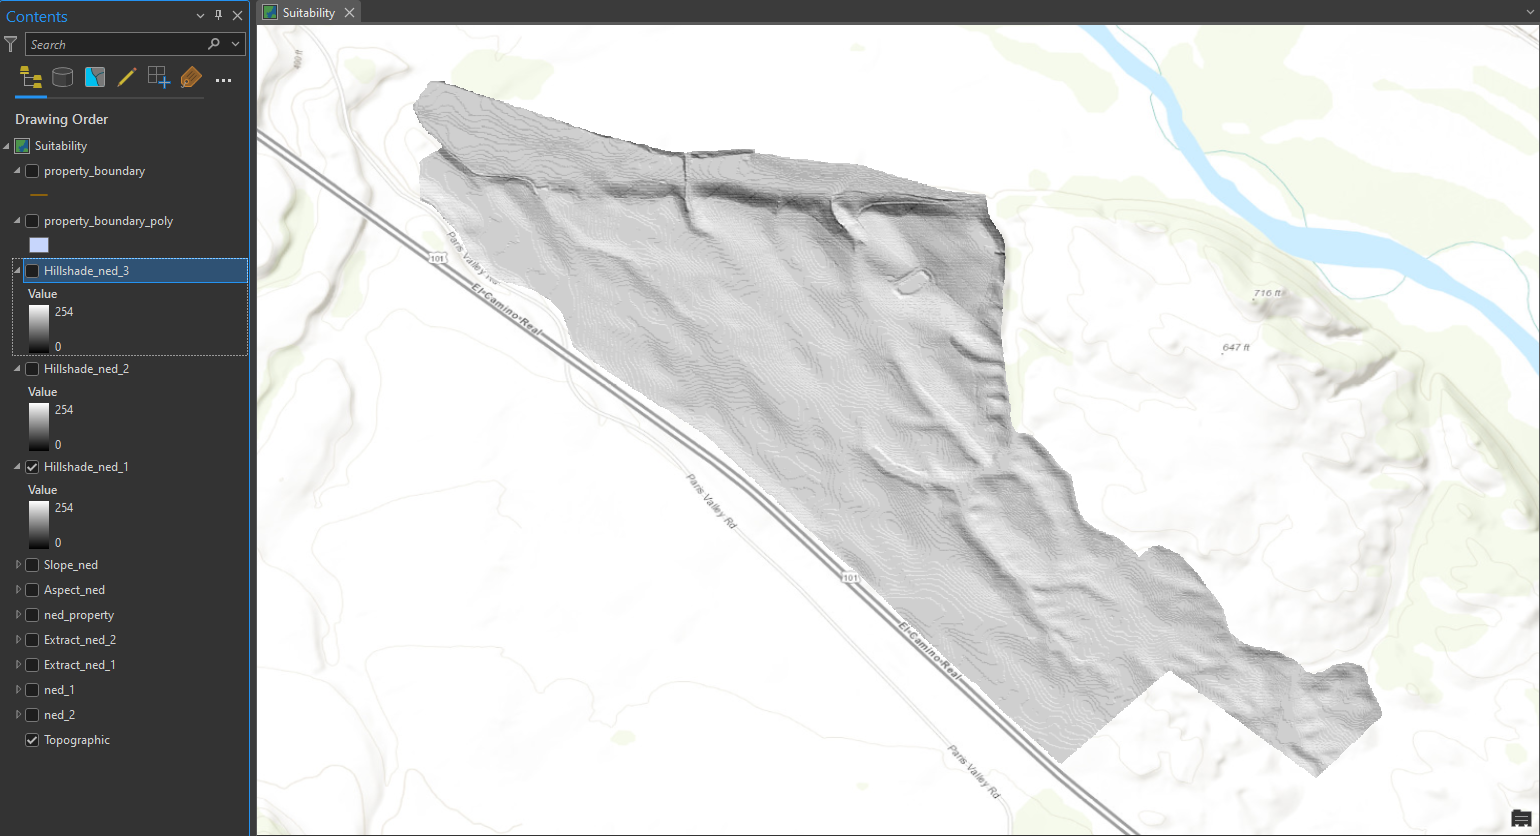 Contents
Search
Drawing Order
Suitability
property_boundary
property_boundary_poly
Hillshade_ned_3
Value
254
0
Hillshade_ned_2
Value
254
0
Hillshade_ned_1
Value
254
0
Slope_ned
Aspect_ned
ned_property
Extract_ned_2
Extract_ned_1
ned_1
ned_2
Topographic
Suitability
Paris Valley Rd
101
El-Camino-Real
716 ft
647 ft
Paris Valley Rd
101
El-Camino-Real
Paris Valley Rd